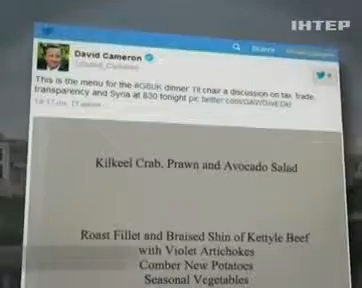 ІНТЕР
David Cameron
This is the menu for the #G8UK dinner I'll chair a discussion on tax, trade,
transparency and Syria at 830 tonight pic
Kilkeel Crab, Prawn and Avocado Salad
Roast Fillet and Braised Shin of Kettyle Beef
with Violet Artichokes
Comber New Potatoes
Seasonal Vegetables